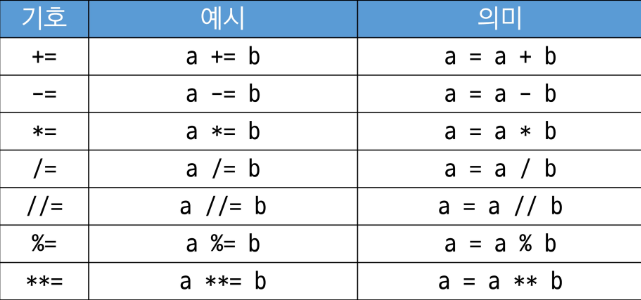 기호 예시 의미
+= a += b a = a + b
-= a -= b a = a - b
*= a *= b a = a * b
/= a /= b a = a / b
//= a //= b a = a // b
%= a %= b a = a % b
**= a **= b a = a ** b